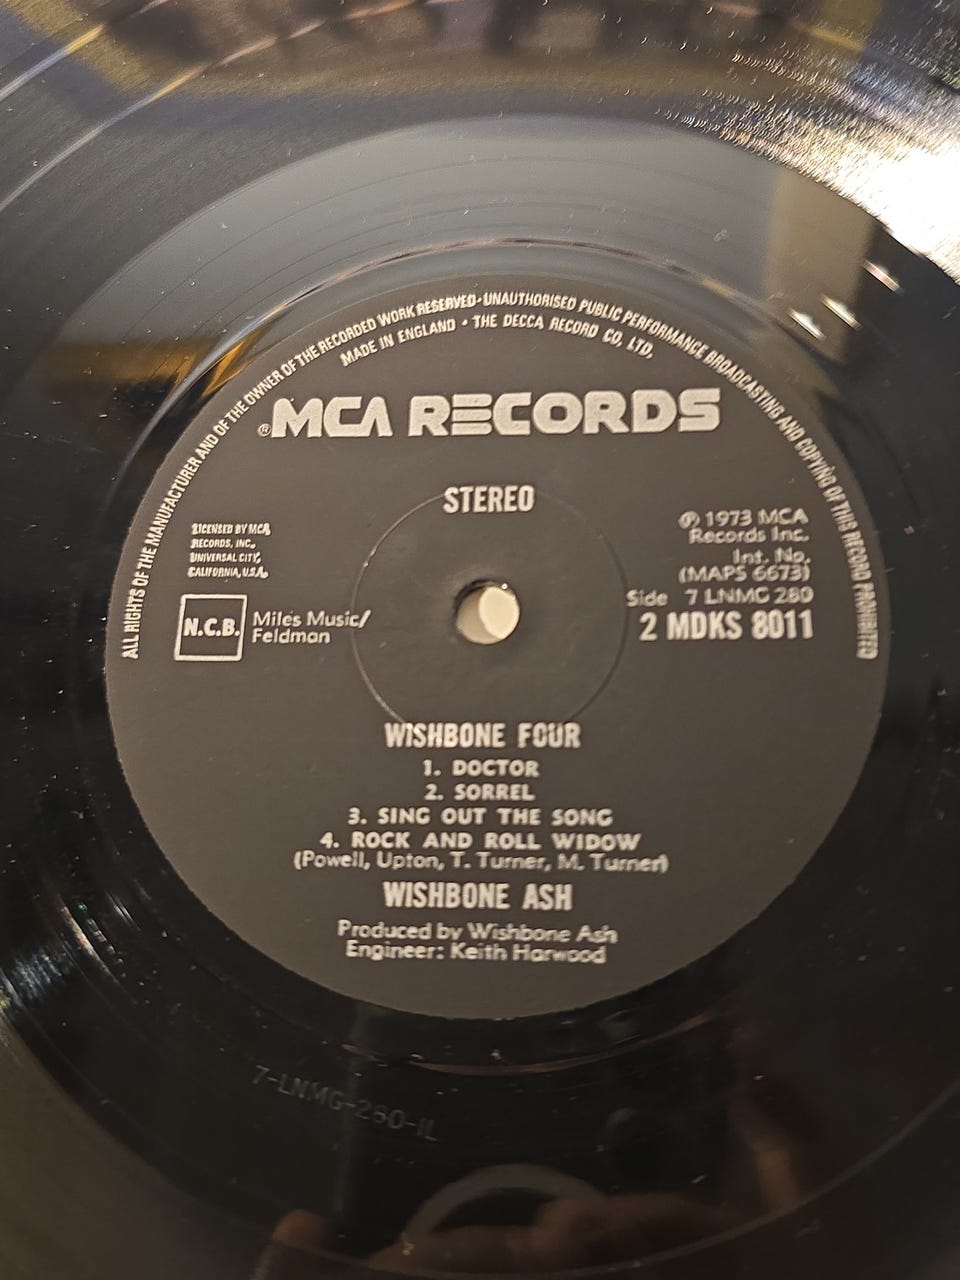 ALL RIGHTS OF THE MANUFACTURER AND OF THE OWNER OF THE RECORDED WORK RESERVED · UNAUTHORISED PUBLIC PERFORMANCE BROADCASTING AND COPYING OF THIS RECORD PROHIBITED
MADE IN ENGLAND • THE DECCA RECORD CO, LTD.
®MCA RECORDS
STEREO
LICENSED BY MCA
RECORDS, INC.,
UNIVERSAL CITY,
CALIFORNIA, U.S.A.
N.C.B.
Miles Music/
Feldman
℗ 1973 MCA
Records Inc.
Int. No.
(MAPS 6673)
Side 7 LNMG 280
2 MDKS 8011
WISHBONE FOUR
1. DOCTOR
2. SORREL
3. SING OUT THE SONG
4. ROCK AND ROLL WIDOW
(Powell, Upton, T. Turner, M. Turner)
WISHBONE ASH
Produced by Wishbone Ash
Engineer: Keith Harwood
7-LNMG-280-1L